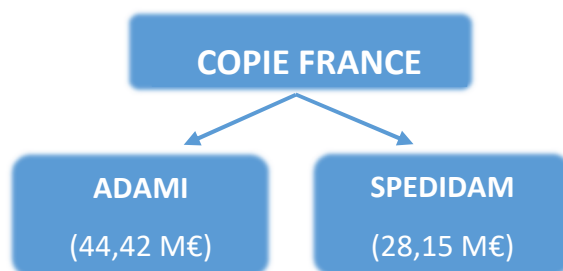 COPIE FRANCE
ADAMI
(44,42 M€)
SPEDIDAM
(28,15 M€)